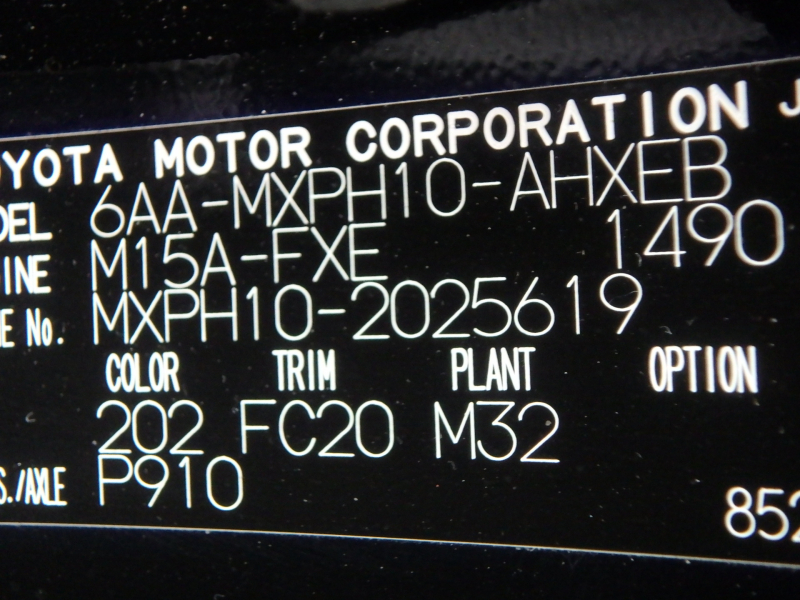 OYOTA MOTOR CORPORATION J
DEL 6AA-MXPH10-AHXEB
INE M15A-FXE 1490
E No. MXPH10-2025619
COLOR TRIM PLANT OPTION
202 FC20 M32
S./AXLE P910
852